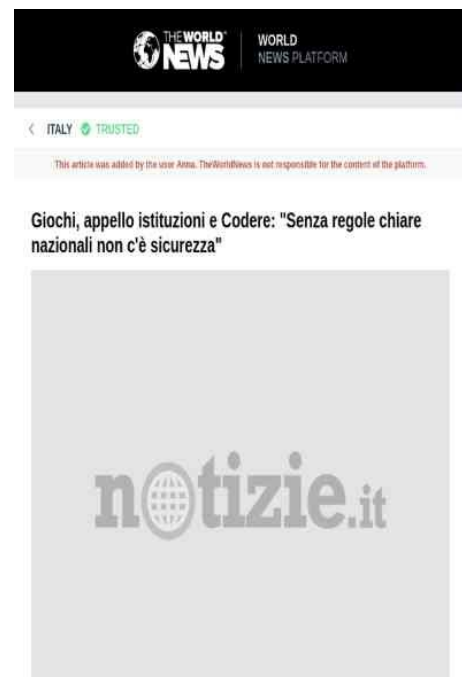 THE WORLD
NEWS
WORLD
NEWS PLATFORM
< ITALY TRUSTED
This article was added by the user Anna. TheWorldNews is not responsible for the content of the platform.
Giochi, appello istituzioni e Codere: "Senza regole chiare
nazionali non c'è sicurezza"
notizie.it